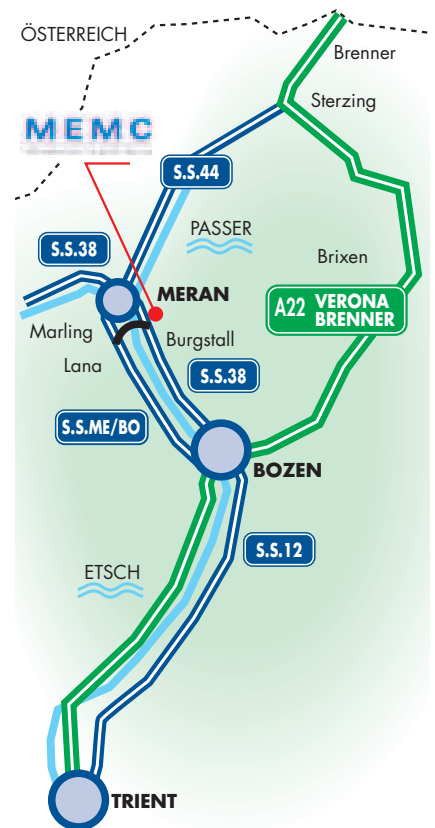 ÖSTERREICH
Brenner
Sterzing
MEMC
S.S.44
PASSER
S.S.38
Brixen
MERAN
A22 VERONA
BRENNER
Marling
Burgstall
Lana
S.S.38
S.S.ME/BO
BOZEN
S.S.12
ETSCH
TRIENT